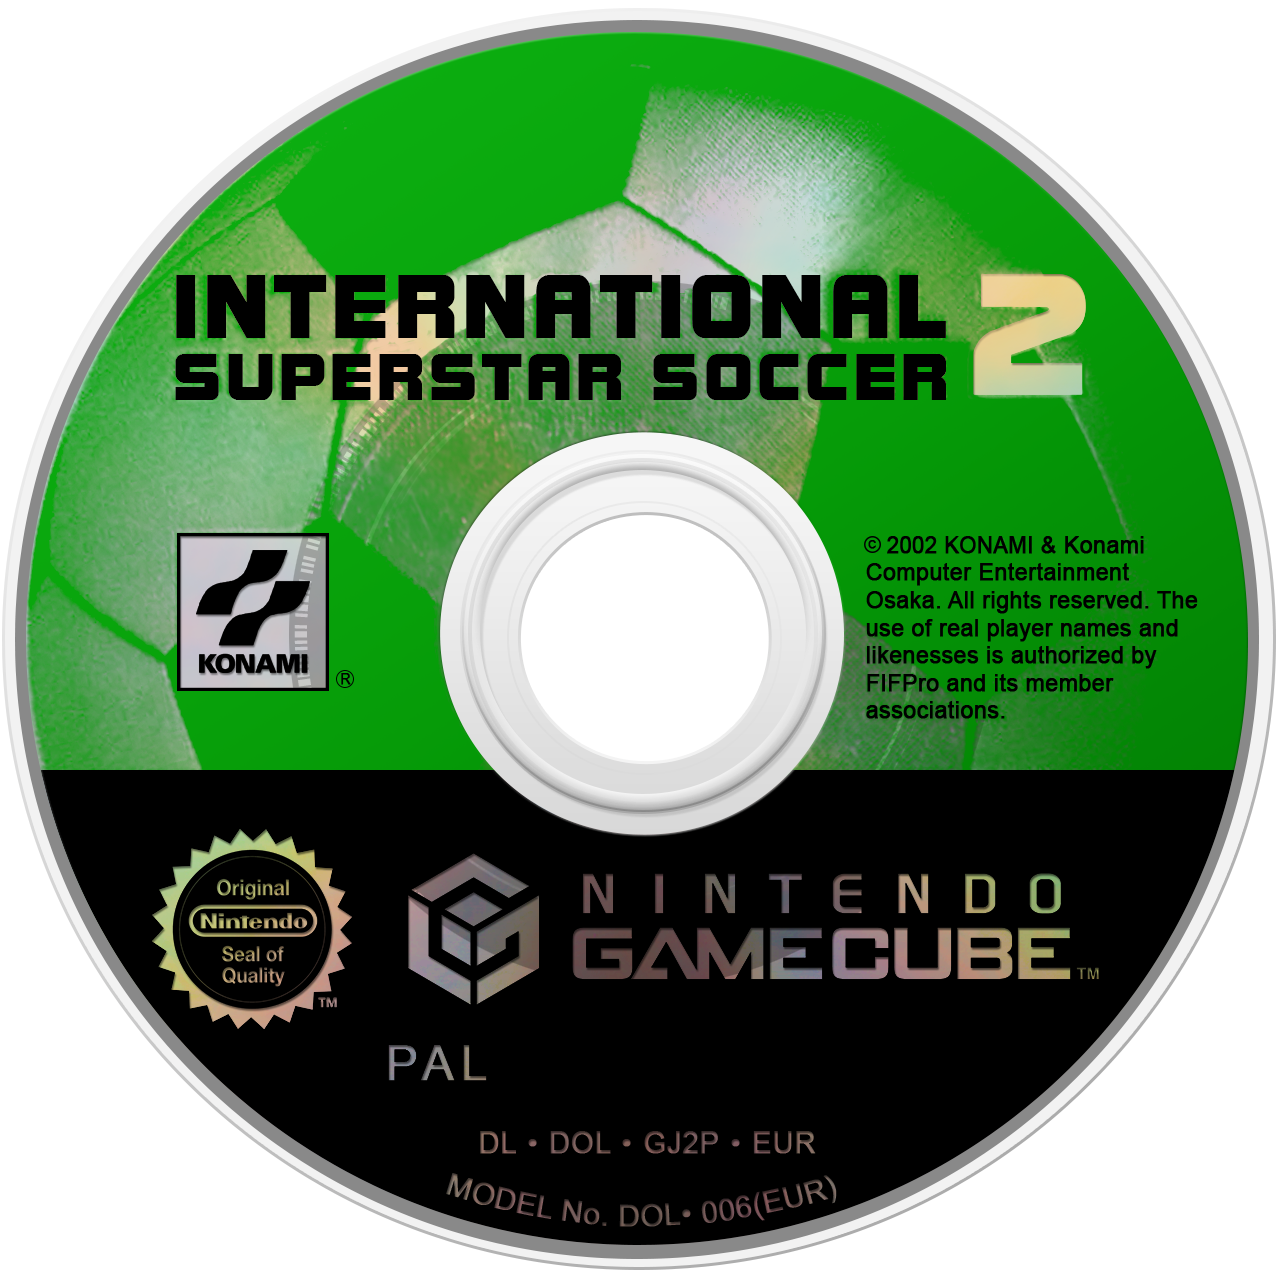 INTERNATIONAL 2
SUPERSTAR SOCCER
© 2002 KONAMI & Konami
Computer Entertainment
Osaka. All rights reserved. The
use of real player names and
likenesses is authorized by
FIFPro and its member
associations.
KONAMI ®
Original
Nintendo
Seal of
Quality
TM
NINTENDO
GAMECUBE TM
PAL
DL • DOL • GJ2P • EUR
MODEL No. DOL• 006(EUR)